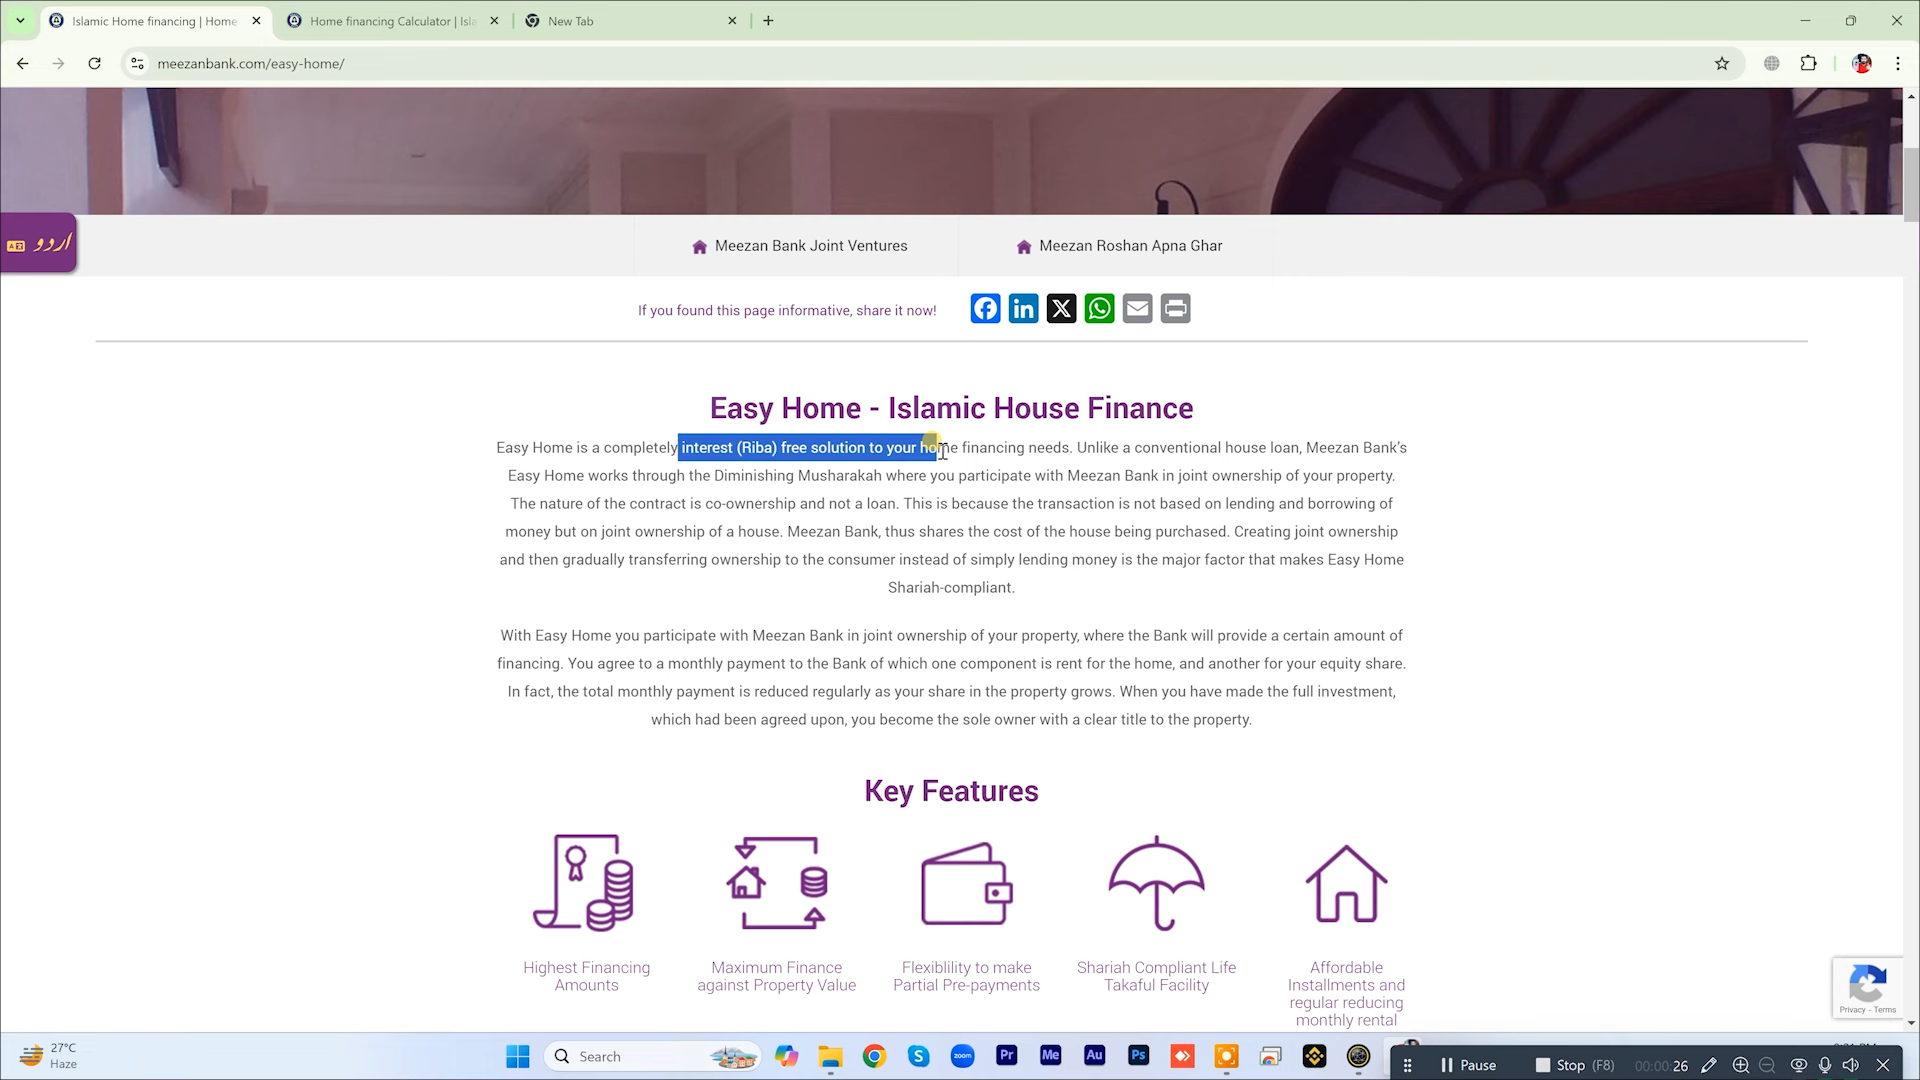 Islamic Home financing | Home
Home financing Calculator | Isla
New Tab
meezanbank.com/easy-home/
اردو
Meezan Bank Joint Ventures
Meezan Roshan Apna Ghar
If you found this page informative, share it now!
Easy Home - Islamic House Finance
Easy Home is a completely interest (Riba) free solution to your home financing needs. Unlike a conventional house loan, Meezan Bank’s
Easy Home works through the Diminishing Musharakah where you participate with Meezan Bank in joint ownership of your property.
The nature of the contract is co-ownership and not a loan. This is because the transaction is not based on lending and borrowing of
money but on joint ownership of a house. Meezan Bank, thus shares the cost of the house being purchased. Creating joint ownership
and then gradually transferring ownership to the consumer instead of simply lending money is the major factor that makes Easy Home
Shariah-compliant.
With Easy Home you participate with Meezan Bank in joint ownership of your property, where the Bank will provide a certain amount of
financing. You agree to a monthly payment to the Bank of which one component is rent for the home, and another for your equity share.
In fact, the total monthly payment is reduced regularly as your share in the property grows. When you have made the full investment,
which had been agreed upon, you become the sole owner with a clear title to the property.
Key Features
Highest Financing
Amounts
Maximum Finance
against Property Value
Flexiblility to make
Partial Pre-payments
Shariah Compliant Life
Takaful Facility
Affordable
Installments and
regular reducing
monthly rental
Privacy - Terms
27°C
Haze
Search
zoom
Pr
Me
Au
Ps
Pause
Stop (F8)
00:00:26